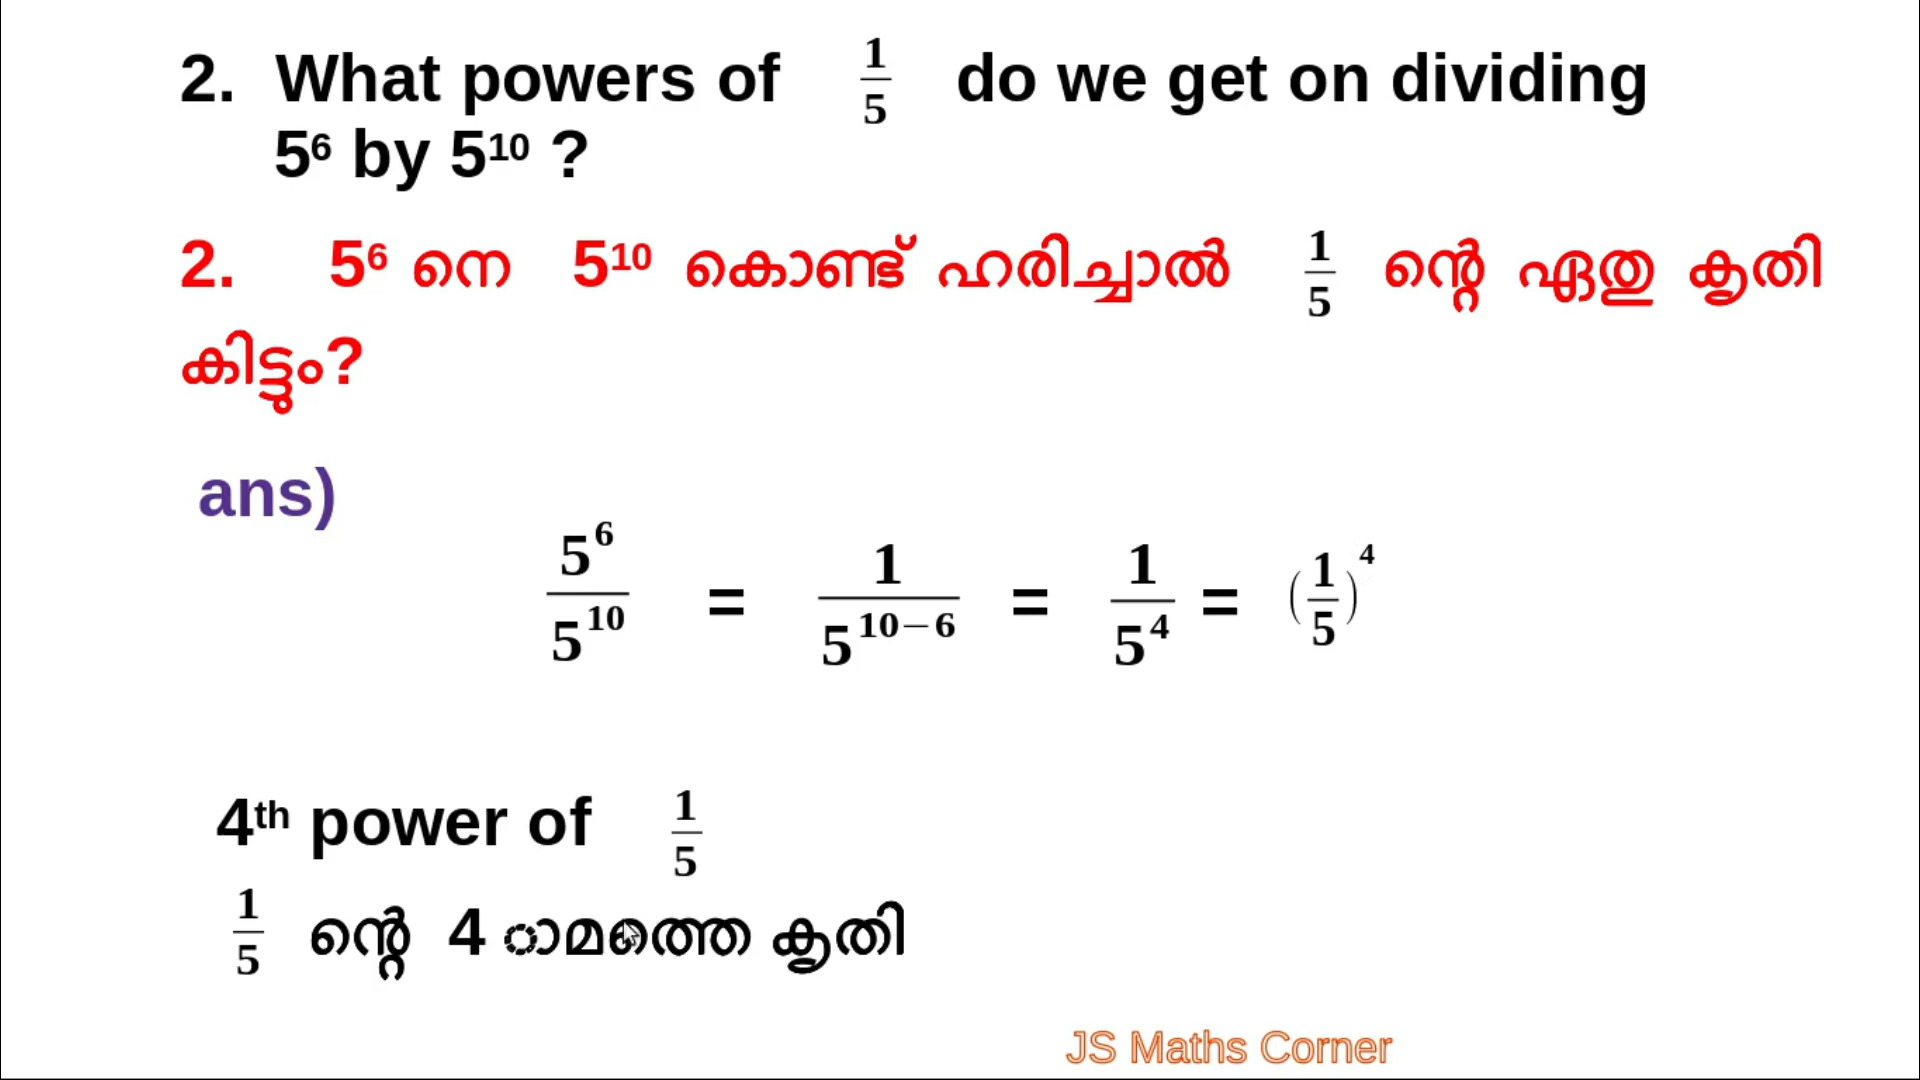 2. What powers of 1/5 do we get on dividing
5⁶ by 5¹⁰ ?
2. 5⁶ നെ 5¹⁰ കൊണ്ട് ഹരിച്ചാൽ 1/5 ന്റെ ഏതു കൃതി
കിട്ടും?
ans)
5⁶/5¹⁰ = 1/5¹⁰⁻⁶ = 1/5⁴ = (1/5)⁴
4ᵗʰ power of 1/5
1/5 ന്റെ 4 ാമത്തെ കൃതി
JS Maths Corner